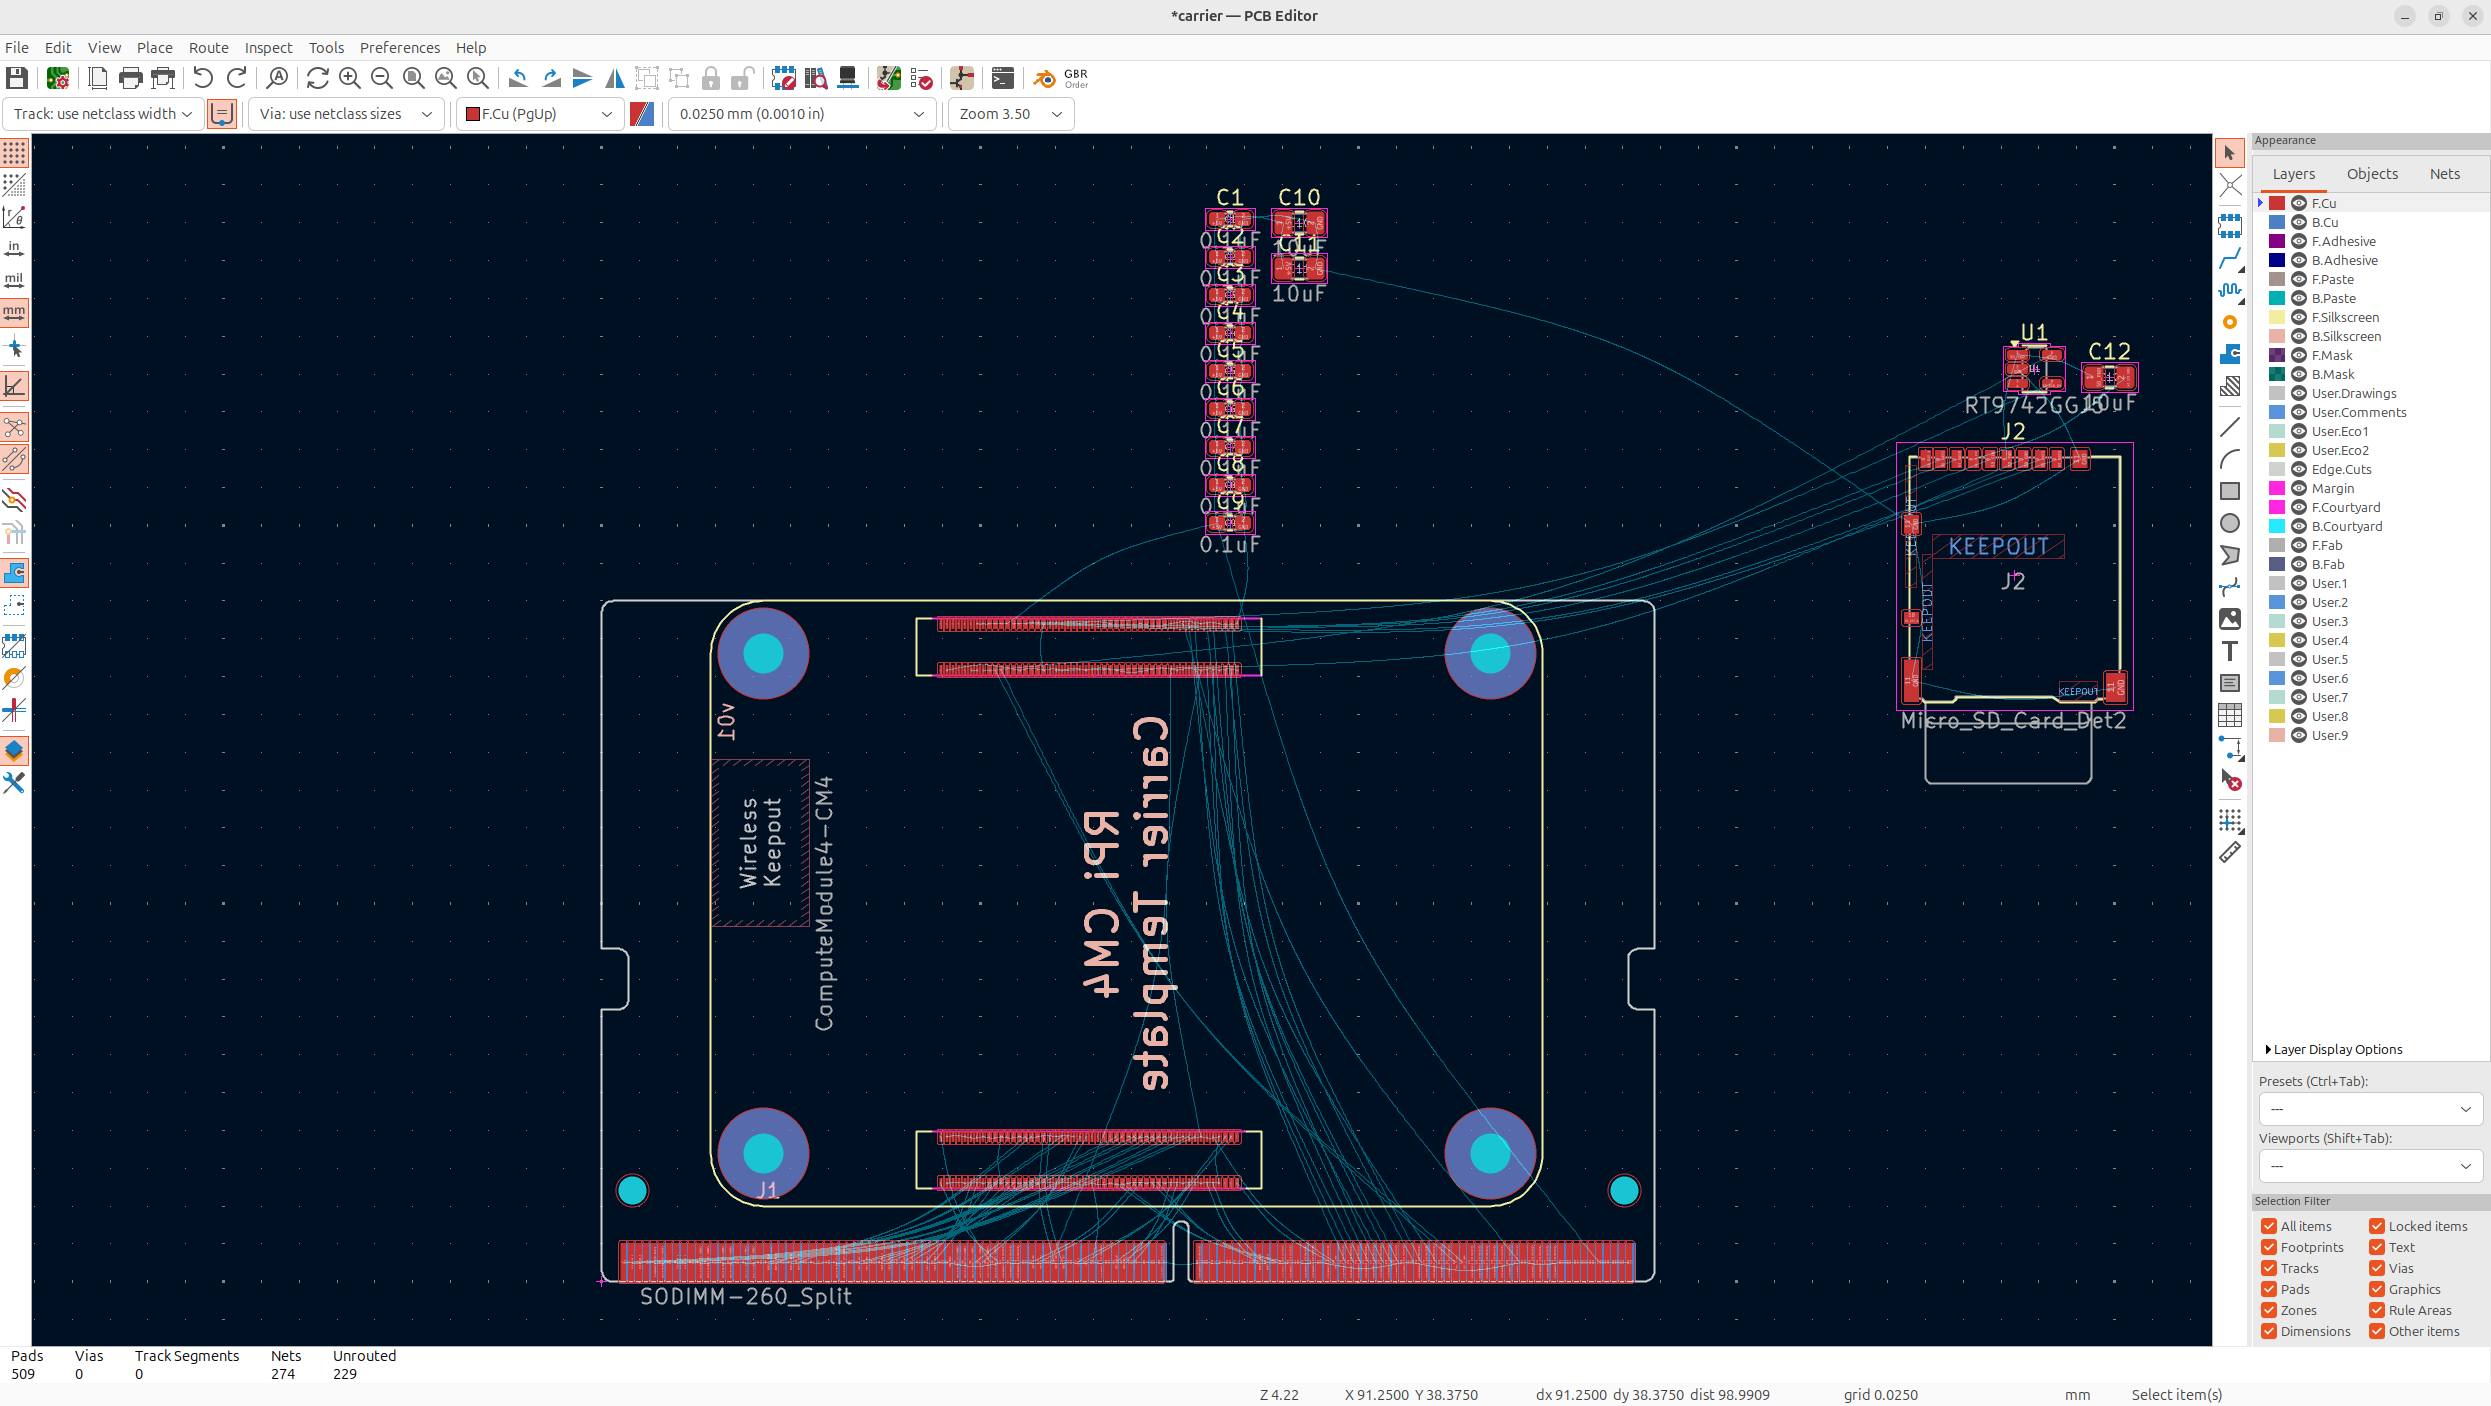 *carrier — PCB Editor
File Edit View Place Route Inspect Tools Preferences Help
GBR
Order
Track: use netclass width
Via: use netclass sizes
F.Cu (PgUp)
0.0250 mm (0.0010 in)
Zoom 3.50
in
mil
mm
C1 C10
C2
C11
10uF
C3
C4
C5
C6
C7
C8
C9
0.1uF
U1
C12
RT9742GGJ5
10uF
J2
KEEPOUT
J2
KEEPOUT
KEEPOUT
Micro_SD_Card_Det2
v01
Wireless
Keepout
ComputeModule4-CM4
Carrier Template
RPi CM4
J1
SODIMM-260_Split
Appearance
Layers Objects Nets
F.Cu
B.Cu
F.Adhesive
B.Adhesive
F.Paste
B.Paste
F.Silkscreen
B.Silkscreen
F.Mask
B.Mask
User.Drawings
User.Comments
User.Eco1
User.Eco2
Edge.Cuts
Margin
F.Courtyard
B.Courtyard
F.Fab
B.Fab
User.1
User.2
User.3
User.4
User.5
User.6
User.7
User.8
User.9
Layer Display Options
Presets (Ctrl+Tab):
---
Viewports (Shift+Tab):
---
Selection Filter
All items Locked items
Footprints Text
Tracks Vias
Pads Graphics
Zones Rule Areas
Dimensions Other items
Pads Vias Track Segments Nets Unrouted
509 0 0 274 229
Z 4.22 X 91.2500 Y 38.3750 dx 91.2500 dy 38.3750 dist 98.9909 grid 0.0250 mm Select item(s)